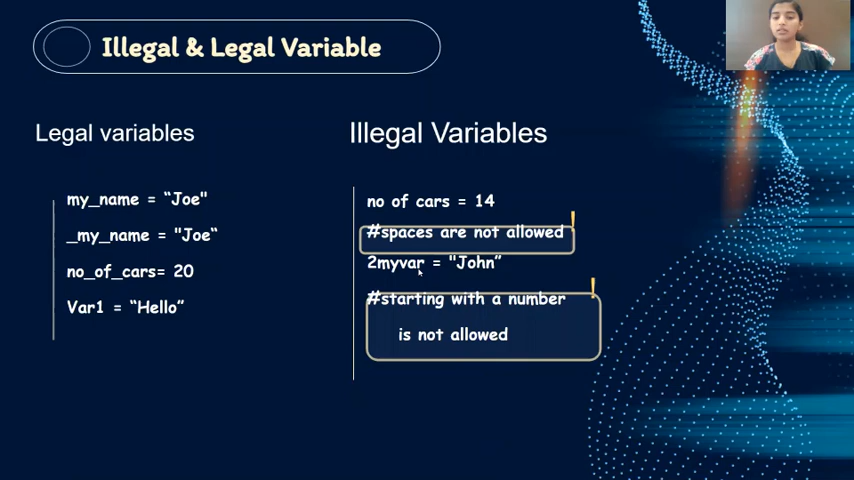 Illegal & Legal Variable
Legal variables
my_name = “Joe"
_my_name = "Joe“
no_of_cars= 20
Var1 = “Hello”
Illegal Variables
no of cars = 14
#spaces are not allowed
2myvar = "John”
#starting with a number
is not allowed